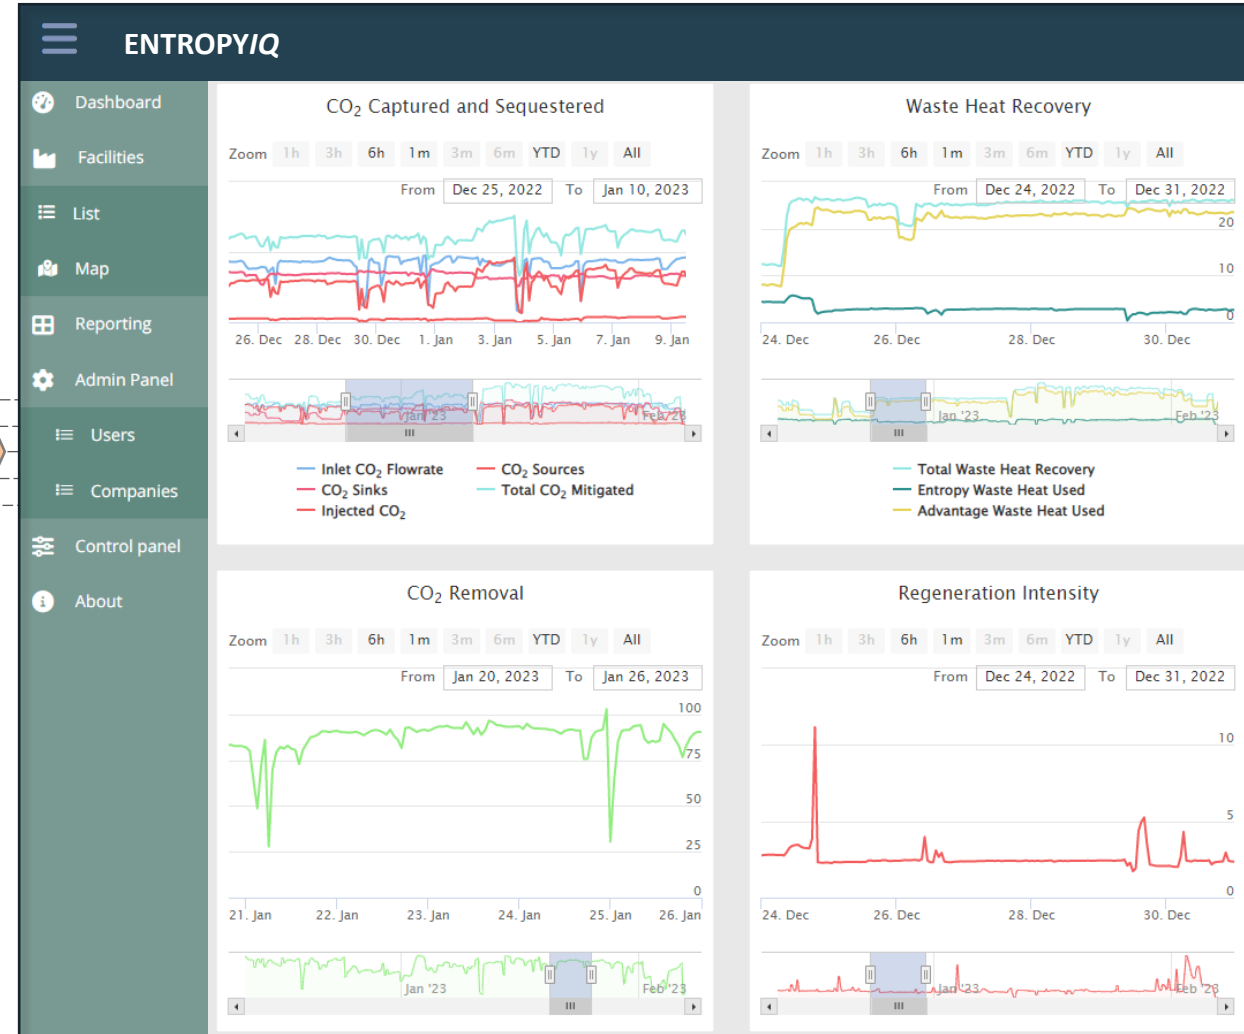 ENTROPYIQ
Dashboard
Facilities
List
Map
Reporting
Admin Panel
Users
Companies
Control panel
About
CO₂ Captured and Sequestered
Zoom 1h 3h 6h 1m 3m 6m YTD 1y All
From Dec 25, 2022 To Jan 10, 2023
26. Dec 28. Dec 30. Dec 1. Jan 3. Jan 5. Jan 7. Jan 9. Jan
Jan '23 Feb '23
Inlet CO₂ Flowrate CO₂ Sources
CO₂ Sinks Total CO₂ Mitigated
Injected CO₂
Waste Heat Recovery
Zoom 1h 3h 6h 1m 3m 6m YTD 1y All
From Dec 24, 2022 To Dec 31, 2022
20
10
0
24. Dec 26. Dec 28. Dec 30. Dec
Jan '23 Feb '23
Total Waste Heat Recovery
Entropy Waste Heat Used
Advantage Waste Heat Used
CO₂ Removal
Zoom 1h 3h 6h 1m 3m 6m YTD 1y All
From Jan 20, 2023 To Jan 26, 2023
100
75
50
25
0
21. Jan 22. Jan 23. Jan 24. Jan 25. Jan 26. Jan
Jan '23 Feb '23
Regeneration Intensity
Zoom 1h 3h 6h 1m 3m 6m YTD 1y All
From Dec 24, 2022 To Dec 31, 2022
10
5
0
24. Dec 26. Dec 28. Dec 30. Dec
Jan '23 Feb '23